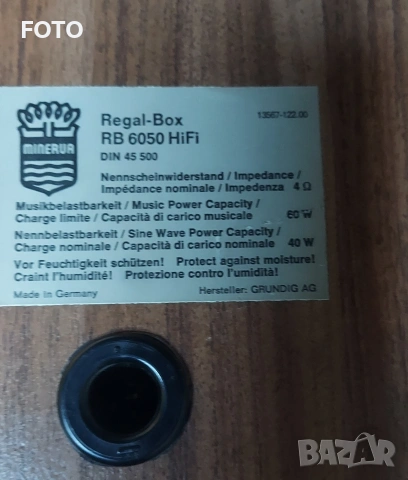 FOTO
MINERVA
Regal-Box
RB 6050 HiFi
DIN 45 500
13567-122.00
Nennscheinwiderstand / Impedance /
Impédance nominale / Impedenza 4 Ω
Musikbelastbarkeit / Music Power Capacity /
Charge limite / Capacità di carico musicale 60 W
Nennbelastbarkeit / Sine Wave Power Capacity /
Charge nominale / Capacità di carico nominale 40 W
Vor Feuchtigkeit schützen! Protect against moisture!
Craint l'humidité! Protezione contro l'umidità!
Made in Germany Hersteller: GRUNDIG AG
BAZAR